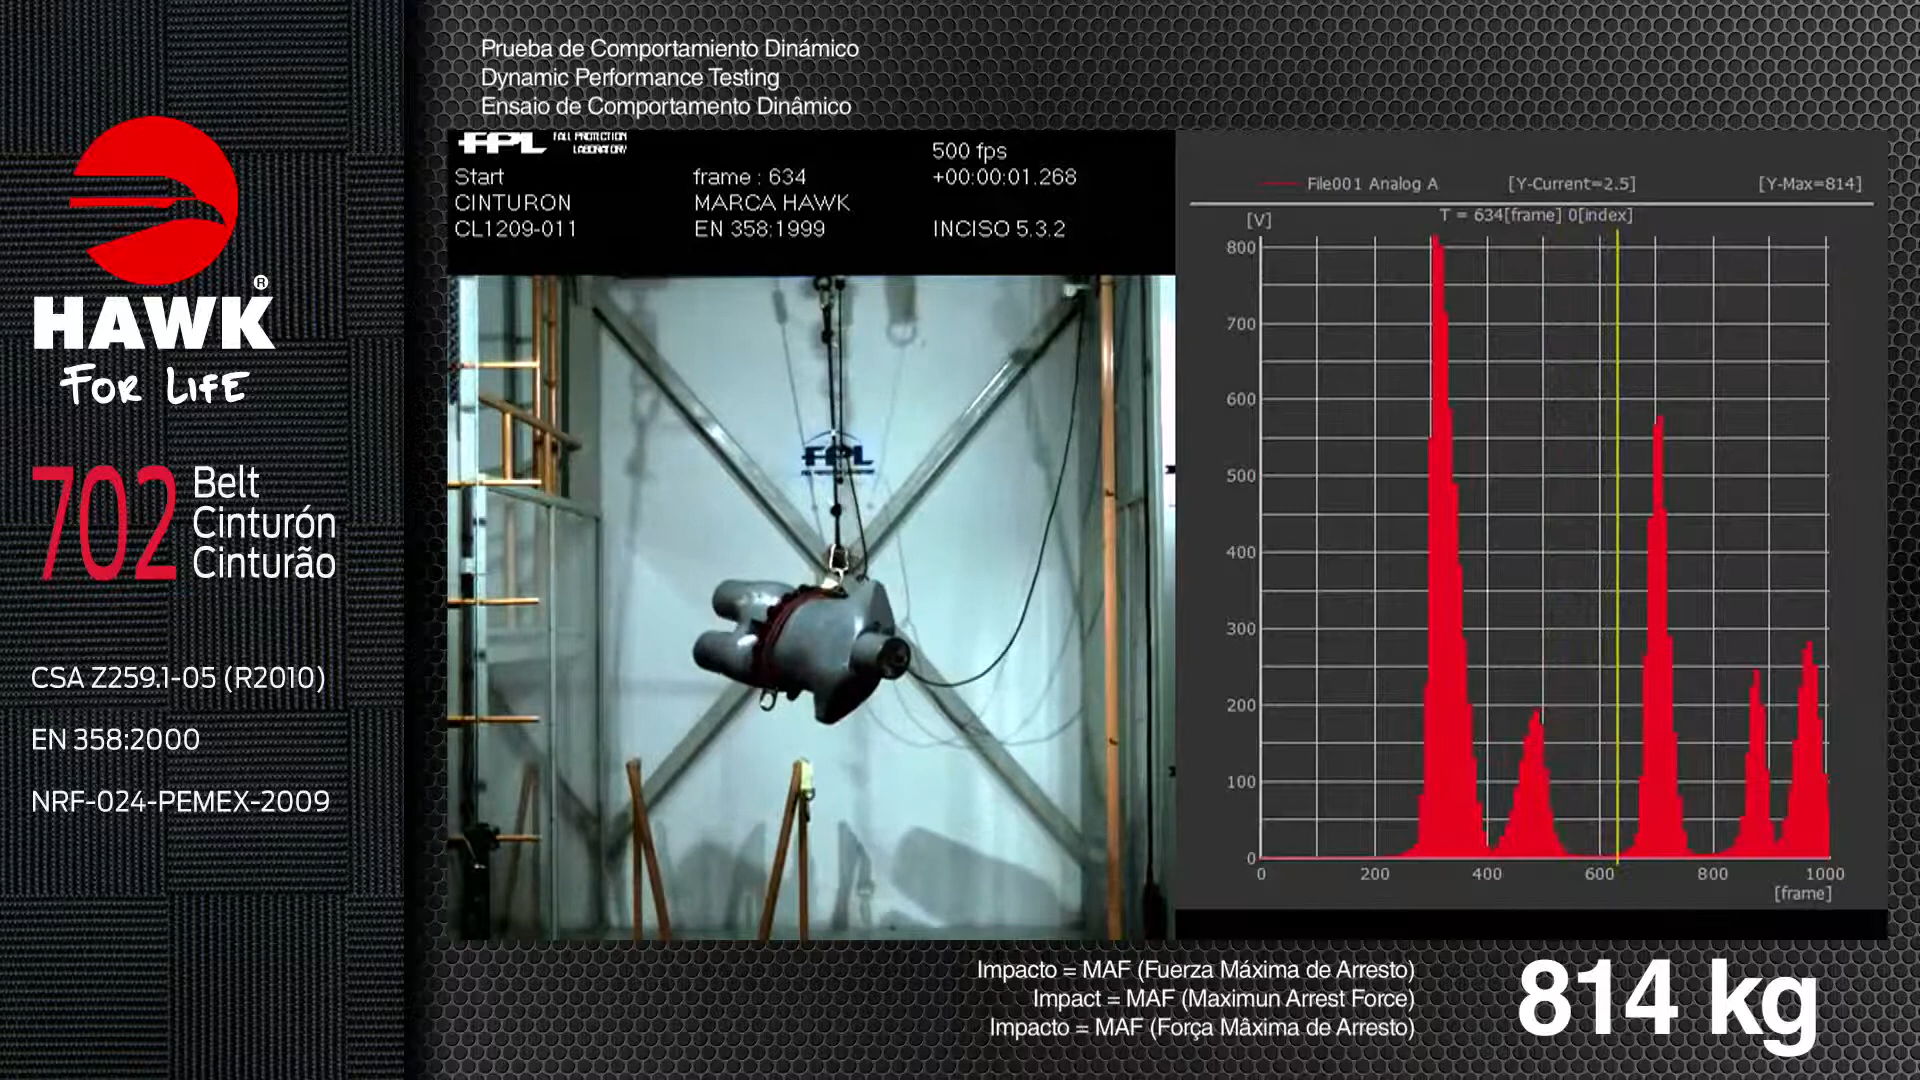 Prueba de Comportamiento Dinámico
Dynamic Performance Testing
Ensaio de Comportamento Dinâmico
HAWK®
FOR LIFE
702
Belt
Cinturón
Cinturão
CSA Z259.1-05 (R2010)
EN 358:2000
NRF-024-PEMEX-2009
FPL FALL PROTECTION
LABORATORY
500 fps
Start frame : 634 +00:00:01.268
CINTURON MARCA HAWK
CL1209-011 EN 358:1999 INCISO 5.3.2
FPL
File001 Analog A [Y-Current=2.5] [Y-Max=814]
T = 634[frame] 0[index]
[V]
800
700
600
500
400
300
200
100
0
0 200 400 600 800 1000
[frame]
Impacto = MAF (Fuerza Máxima de Arresto)
Impact = MAF (Maximun Arrest Force)
Impacto = MAF (Força Mâxima de Arresto)
814 kg